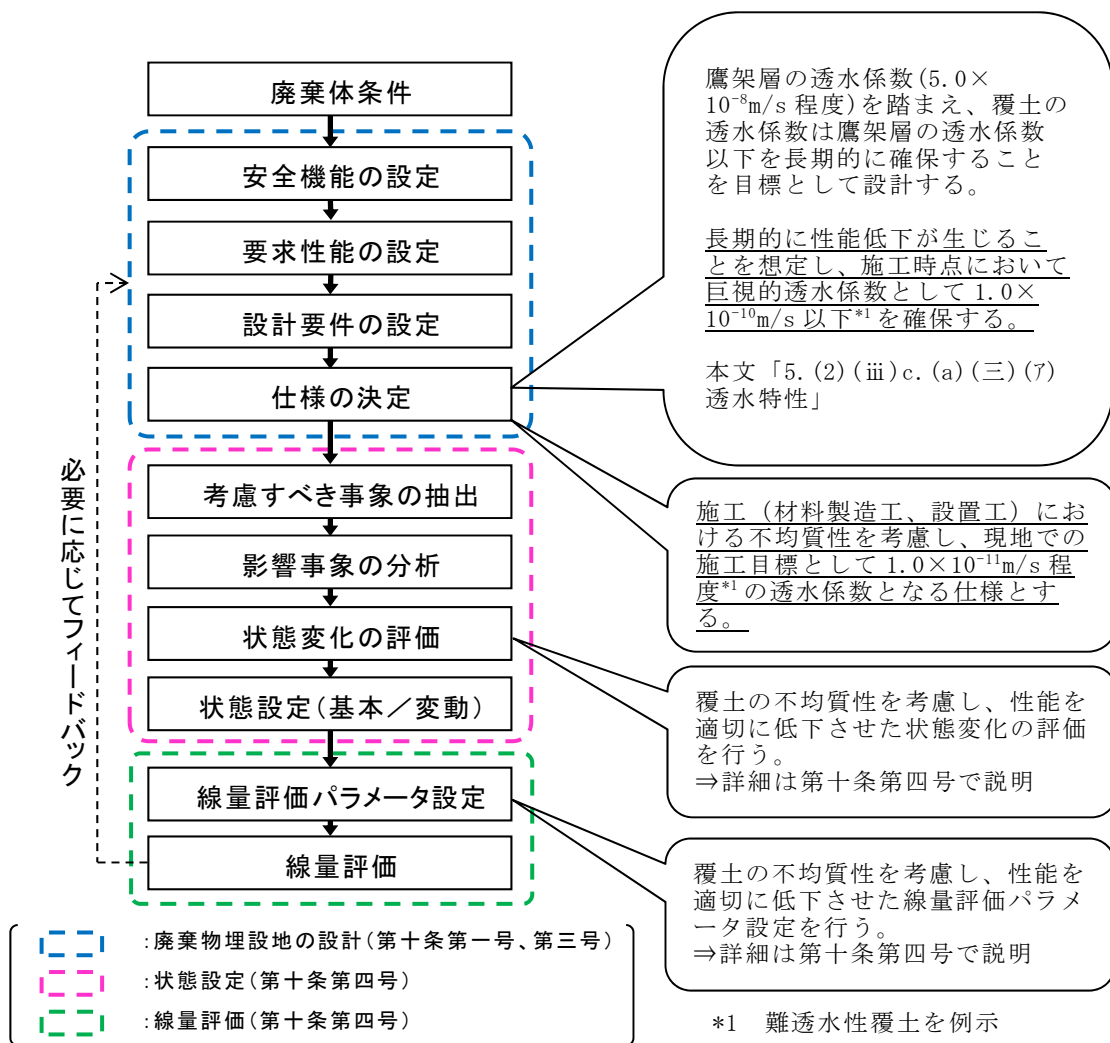 廃棄体条件
安全機能の設定
要求性能の設定
設計要件の設定
仕様の決定
考慮すべき事象の抽出
影響事象の分析
状態変化の評価
状態設定(基本／変動)
線量評価パラメータ設定
線量評価
必要に応じてフィードバック
鷹架層の透水係数(5.0×
10⁻⁸m/s 程度)を踏まえ、覆土の
透水係数は鷹架層の透水係数
以下を長期的に確保すること
を目標として設計する。
長期的に性能低下が生じるこ
とを想定し、施工時点において
巨視的透水係数として 1.0×
10⁻¹⁰m/s 以下*¹ を確保する。
本文「5.(2)(ⅲ)c.(a)(三)(ｱ)
透水特性」
施工（材料製造工、設置工）にお
ける不均質性を考慮し、現地での
施工目標として 1.0×10⁻¹¹m/s 程
度*¹ の透水係数となる仕様とす
る。
覆土の不均質性を考慮し、性能を
適切に低下させた状態変化の評価
を行う。
⇒詳細は第十条第四号で説明
覆土の不均質性を考慮し、性能を
適切に低下させた線量評価パラメ
ータ設定を行う。
⇒詳細は第十条第四号で説明
:廃棄物埋設地の設計(第十条第一号、第三号)
:状態設定(第十条第四号)
:線量評価(第十条第四号)
*1　難透水性覆土を例示